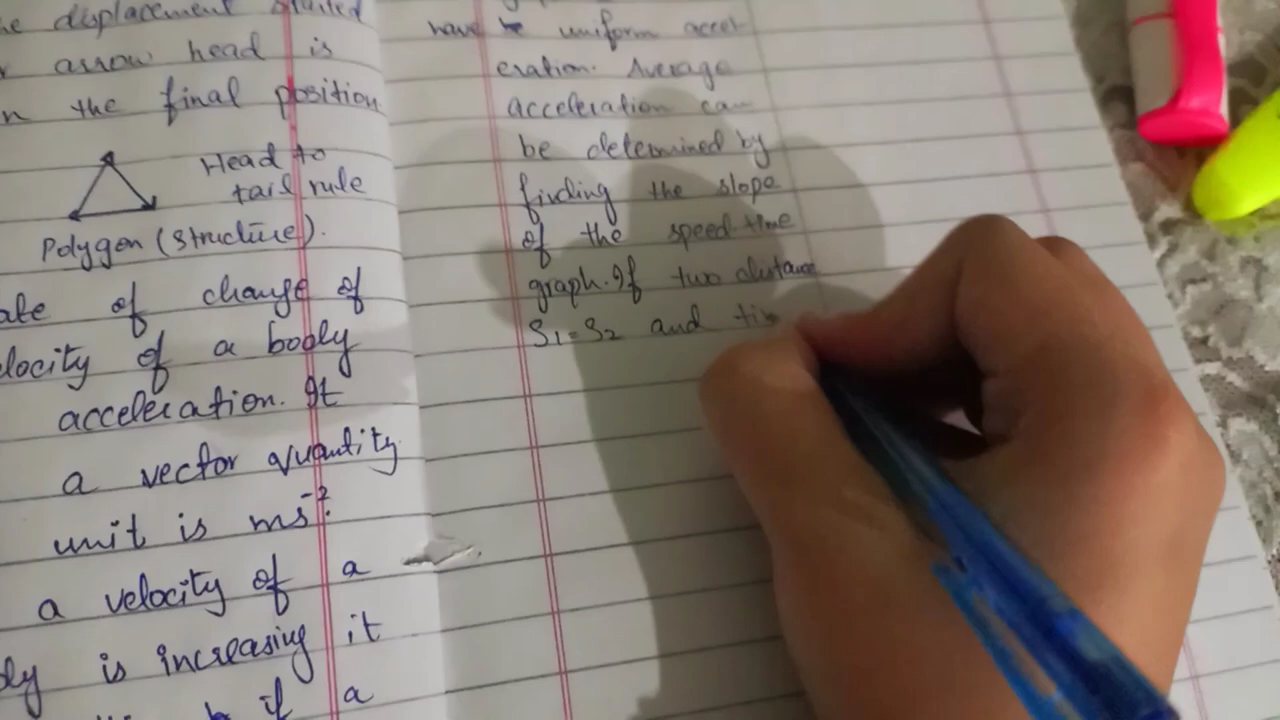 he displacement
arrow head is
the final position
Head to
tail rule
Polygon (Structure).
ate of change of
locity of a body
acceleration. It
a vector quantity
unit is ms⁻².
a velocity of a
is increasing it
if a
have uniform accel-
eration. Average
acceleration can
be determined by
finding the slope
of the speed-time
graph. If two distance
S₁ = S₂ and